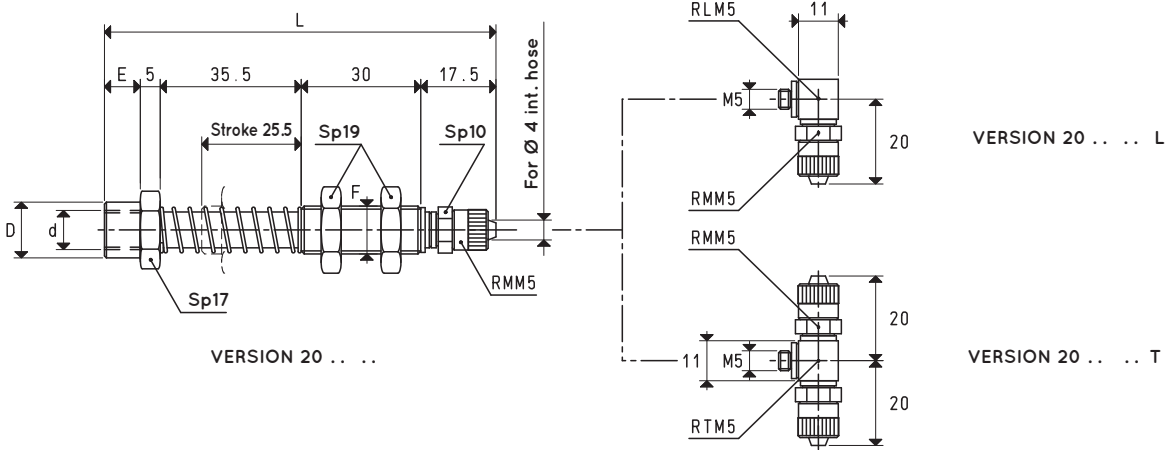 L
E
5
35.5
30
17.5
Stroke 25.5
Sp19
Sp10
For Ø 4 int. hose
F
D
d
Sp17
RMM5
VERSION 20 .. ..
RLM5
11
M5
20
RMM5
VERSION 20 .. .. L
RMM5
20
11
M5
20
RTM5
VERSION 20 .. .. T